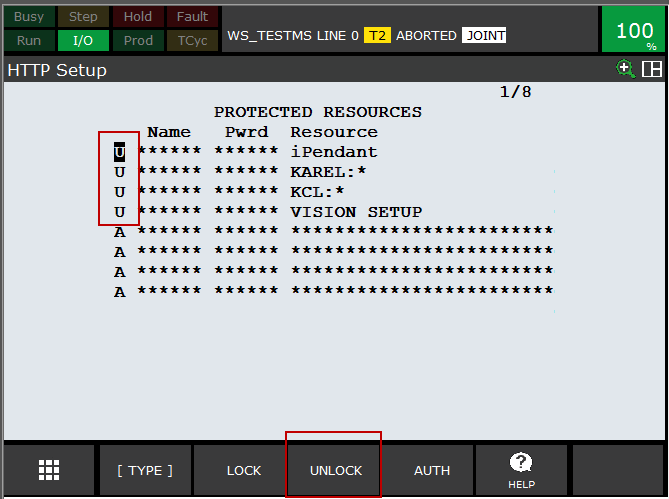 Busy Step Hold Fault
Run I/O Prod TCyc
WS_TESTMS LINE 0 T2 ABORTED JOINT
100
%
HTTP Setup
1/8
PROTECTED RESOURCES
Name Pwrd Resource
U ****** ****** iPendant
U ****** ****** KAREL:*
U ****** ****** KCL:*
U ****** ****** VISION SETUP
A ****** ****** ************************
A ****** ****** ************************
A ****** ****** ************************
A ****** ****** ************************
[ TYPE ] LOCK UNLOCK AUTH ? HELP